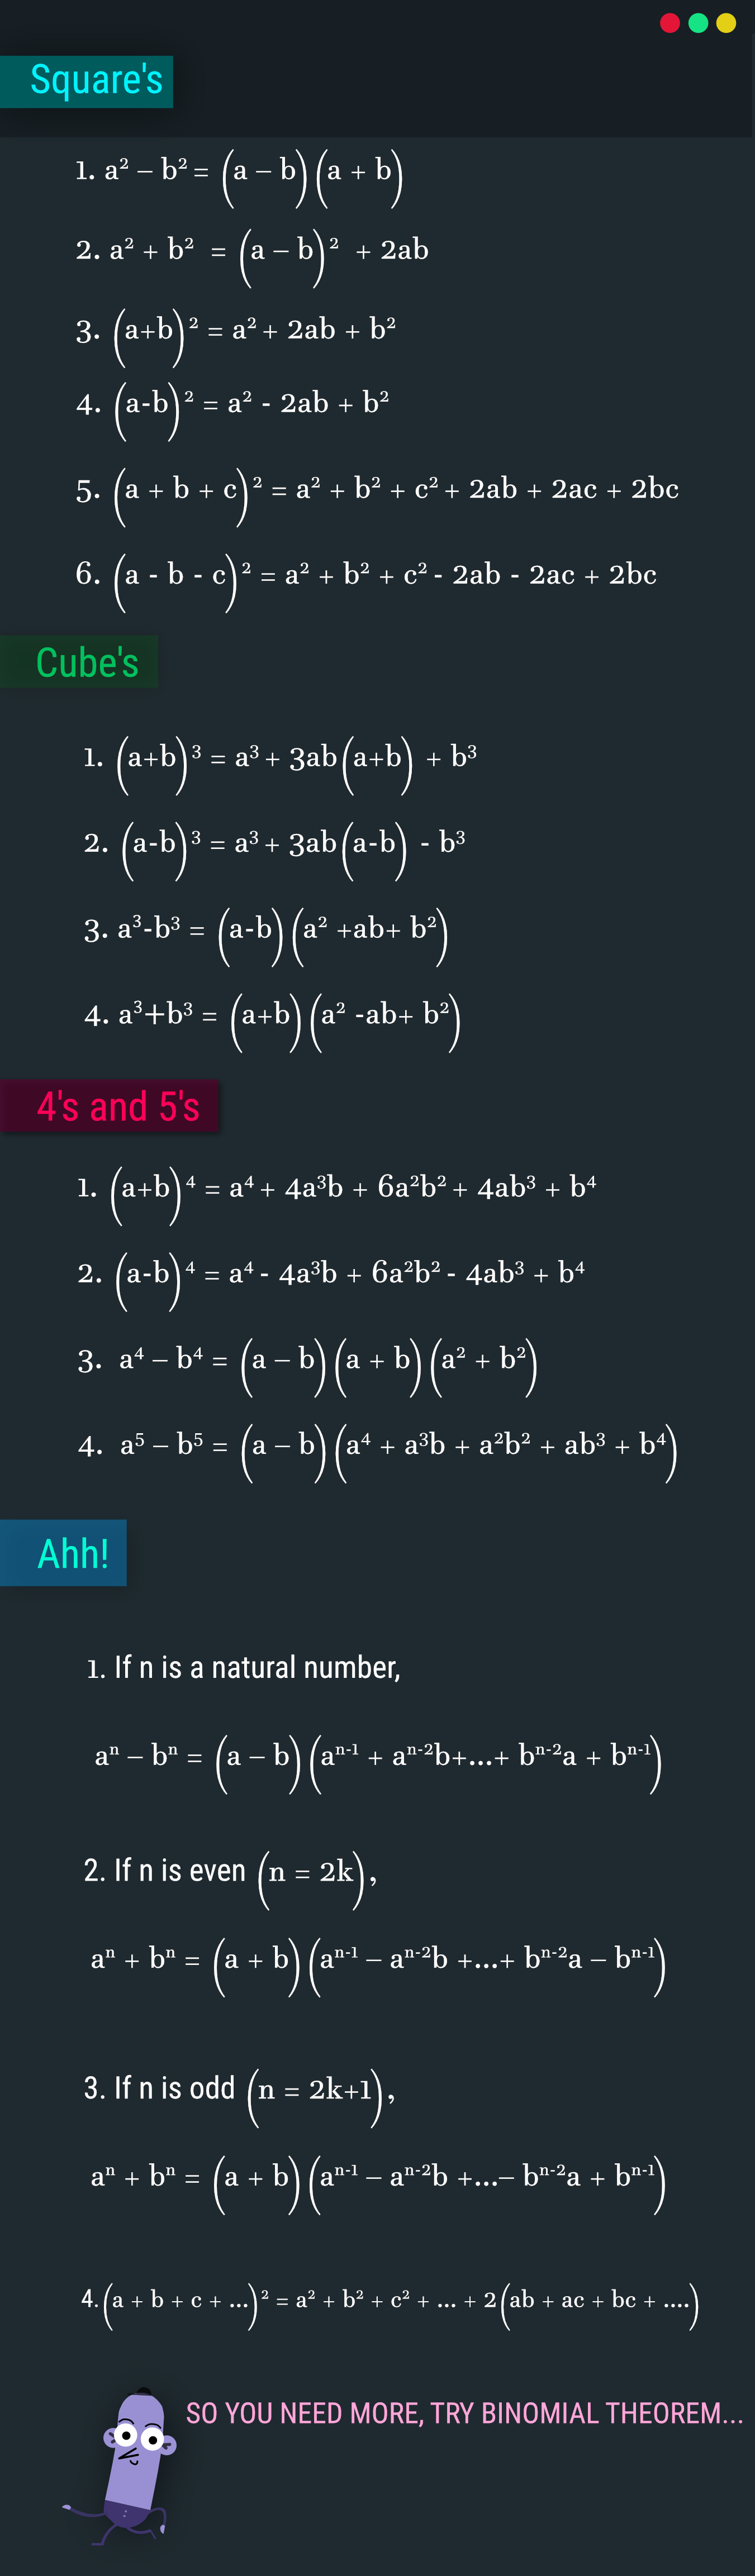 Square's
1. a² – b² = (a – b)(a + b)
2. a² + b² = (a – b)² + 2ab
3. (a+b)² = a² + 2ab + b²
4. (a-b)² = a² - 2ab + b²
5. (a + b + c)² = a² + b² + c² + 2ab + 2ac + 2bc
6. (a - b - c)² = a² + b² + c² - 2ab - 2ac + 2bc
Cube's
1. (a+b)³ = a³ + 3ab(a+b) + b³
2. (a-b)³ = a³ + 3ab(a-b) - b³
3. a³-b³ = (a-b)(a² +ab+ b²)
4. a³+b³ = (a+b)(a² -ab+ b²)
4's and 5's
1. (a+b)⁴ = a⁴ + 4a³b + 6a²b² + 4ab³ + b⁴
2. (a-b)⁴ = a⁴ - 4a³b + 6a²b² - 4ab³ + b⁴
3. a⁴ – b⁴ = (a – b)(a + b)(a² + b²)
4. a⁵ – b⁵ = (a – b)(a⁴ + a³b + a²b² + ab³ + b⁴)
Ahh!
1. If n is a natural number,
aⁿ – bⁿ = (a – b)(aⁿ⁻¹ + aⁿ⁻²b+...+ bⁿ⁻²a + bⁿ⁻¹)
2. If n is even (n = 2k),
aⁿ + bⁿ = (a + b)(aⁿ⁻¹ – aⁿ⁻²b +...+ bⁿ⁻²a – bⁿ⁻¹)
3. If n is odd (n = 2k+1),
aⁿ + bⁿ = (a + b)(aⁿ⁻¹ – aⁿ⁻²b +...– bⁿ⁻²a + bⁿ⁻¹)
4.(a + b + c + ...)² = a² + b² + c² + ... + 2(ab + ac + bc + ....)
SO YOU NEED MORE, TRY BINOMIAL THEOREM...